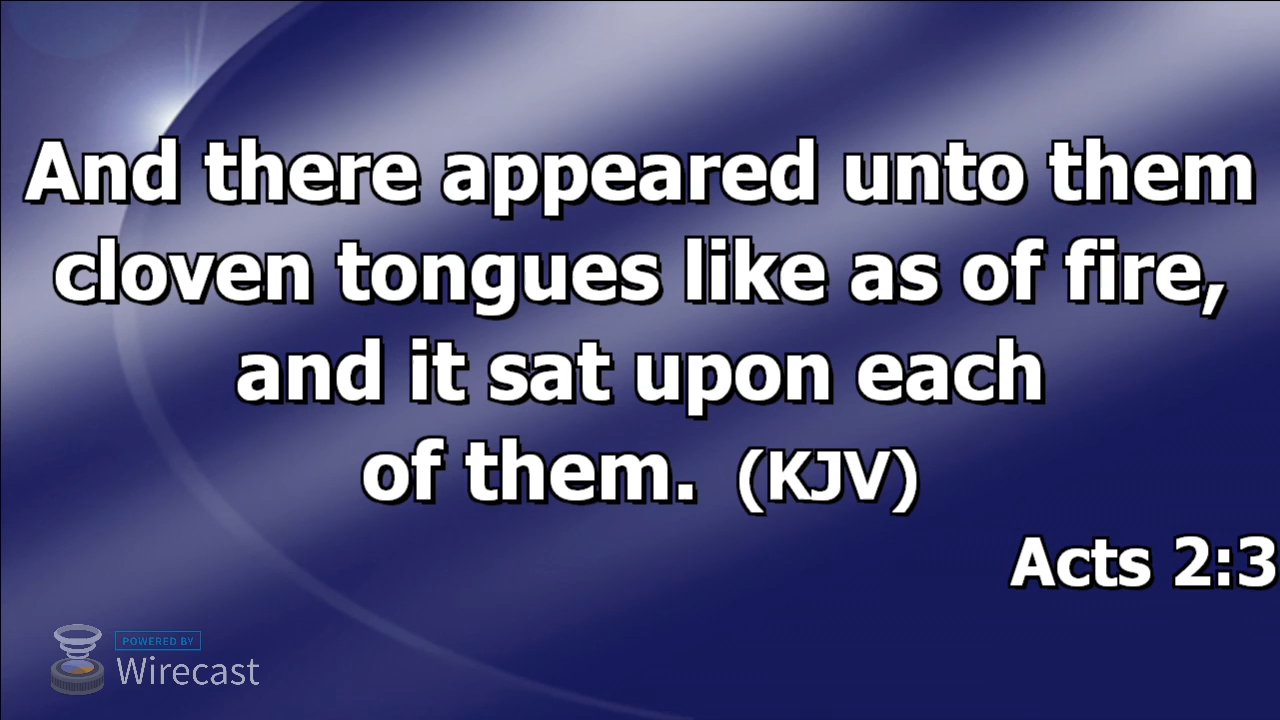 And there appeared unto them
cloven tongues like as of fire,
and it sat upon each
of them. (KJV)
Acts 2:3
POWERED BY
Wirecast